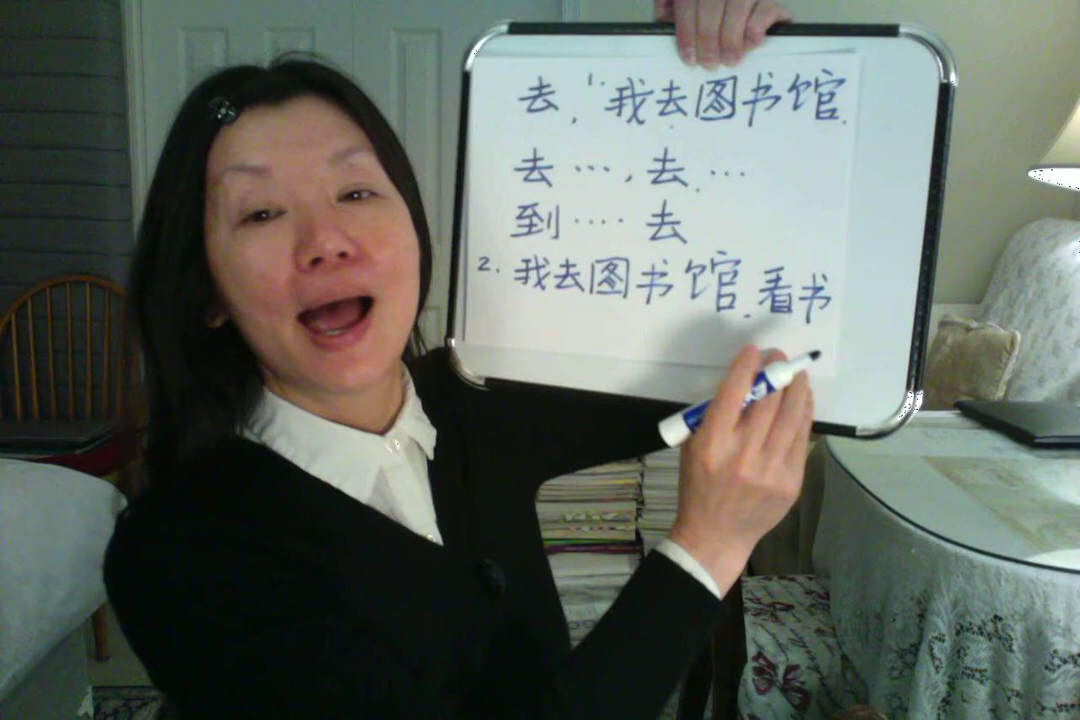 去, 1. 我去图书馆.
去 ···, 去 ···
到 ···· 去
2. 我去图书馆 看书